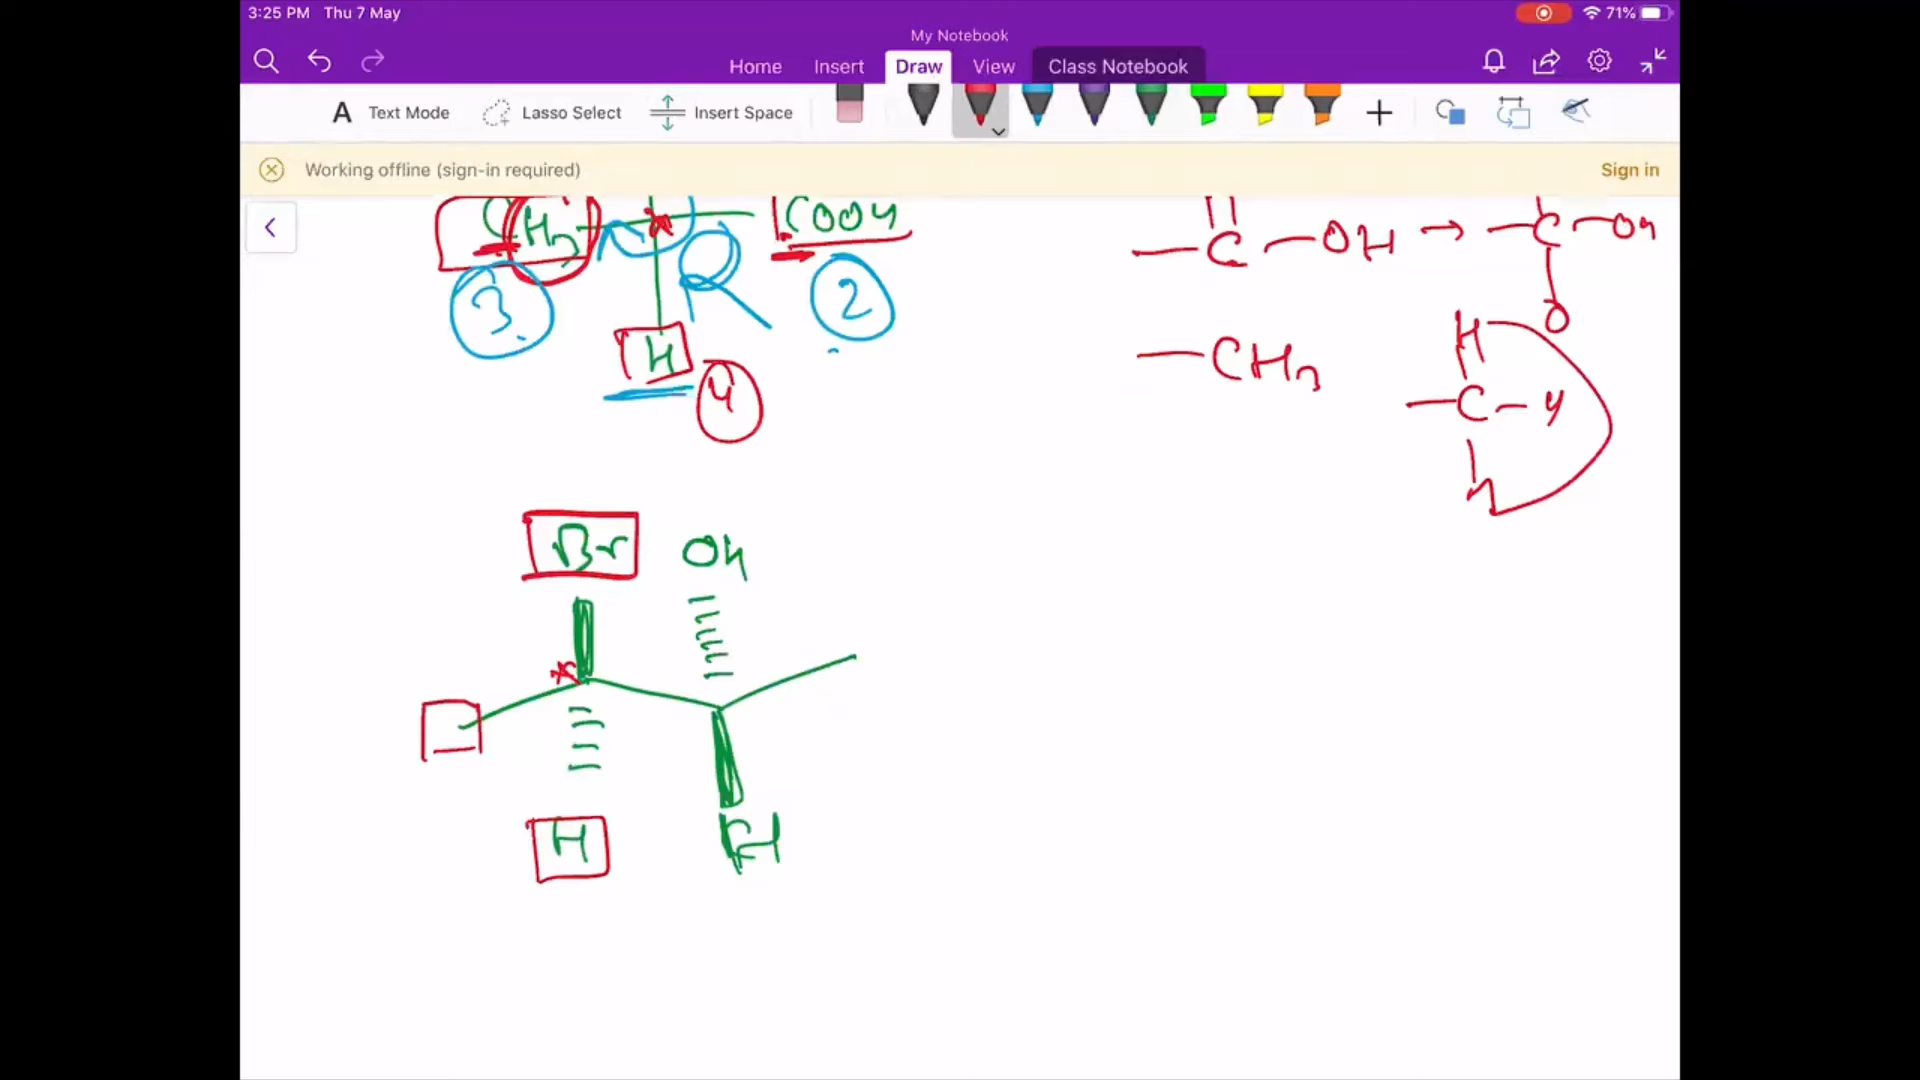 3:25 PM Thu 7 May
71%
My Notebook
Home Insert Draw View Class Notebook
A Text Mode Lasso Select Insert Space
Working offline (sign-in required) Sign in
CH3 COOH
C -OH → -C -OH
R
3 2
O
H
H
-CH3
4
-C-H
H
Br OH
H